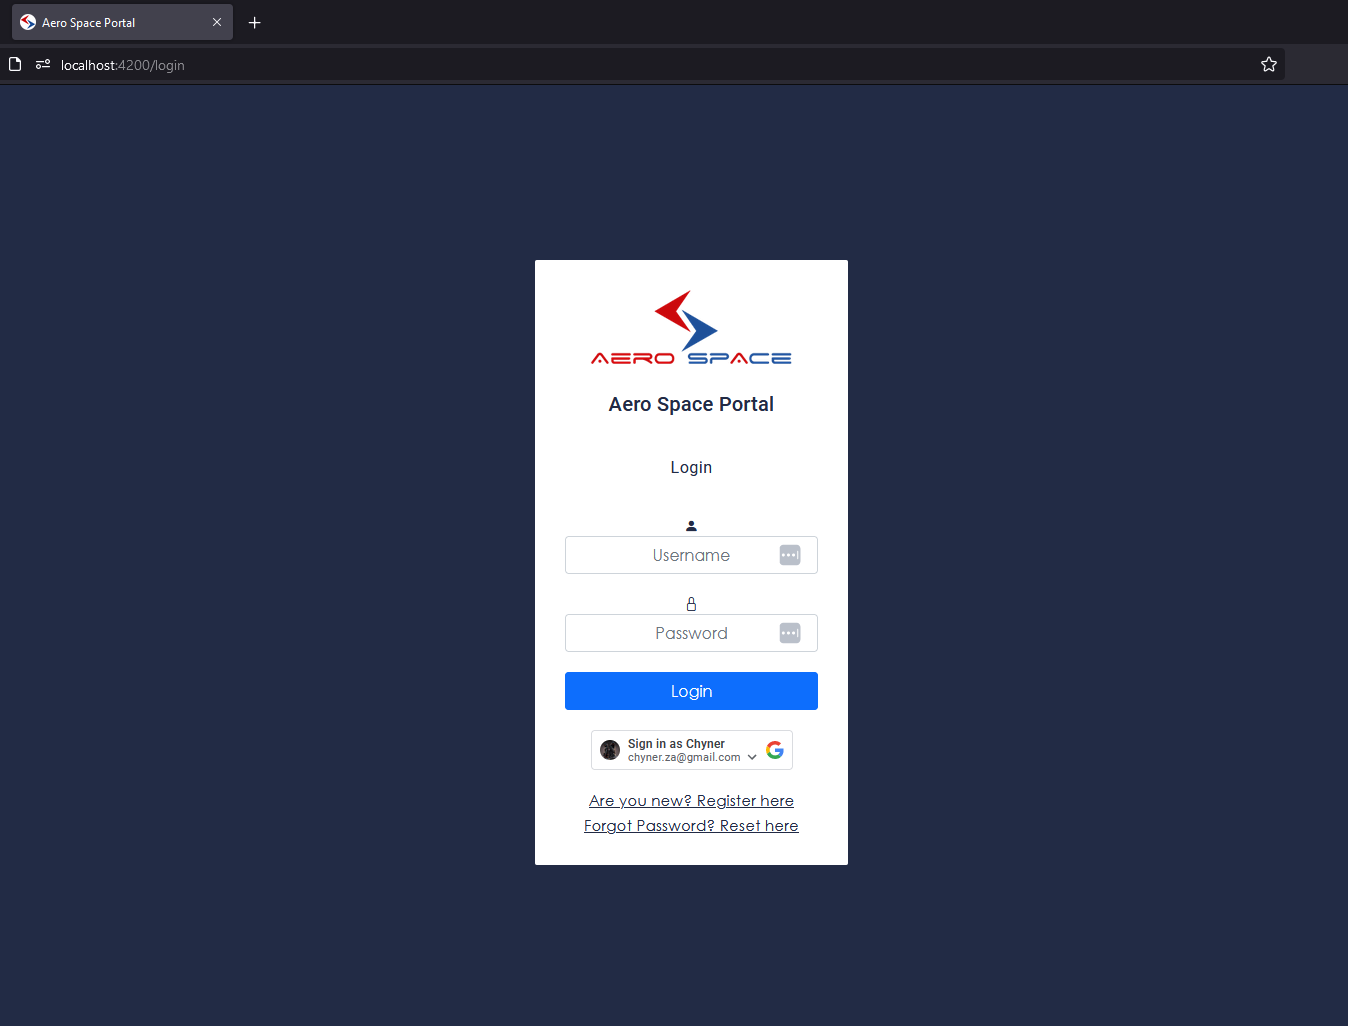 Aero Space Portal
localhost:4200/login
AERO SPACE
Aero Space Portal
Login
Username
Password
Login
Sign in as Chyner
chyner.za@gmail.com
Are you new? Register here
Forgot Password? Reset here